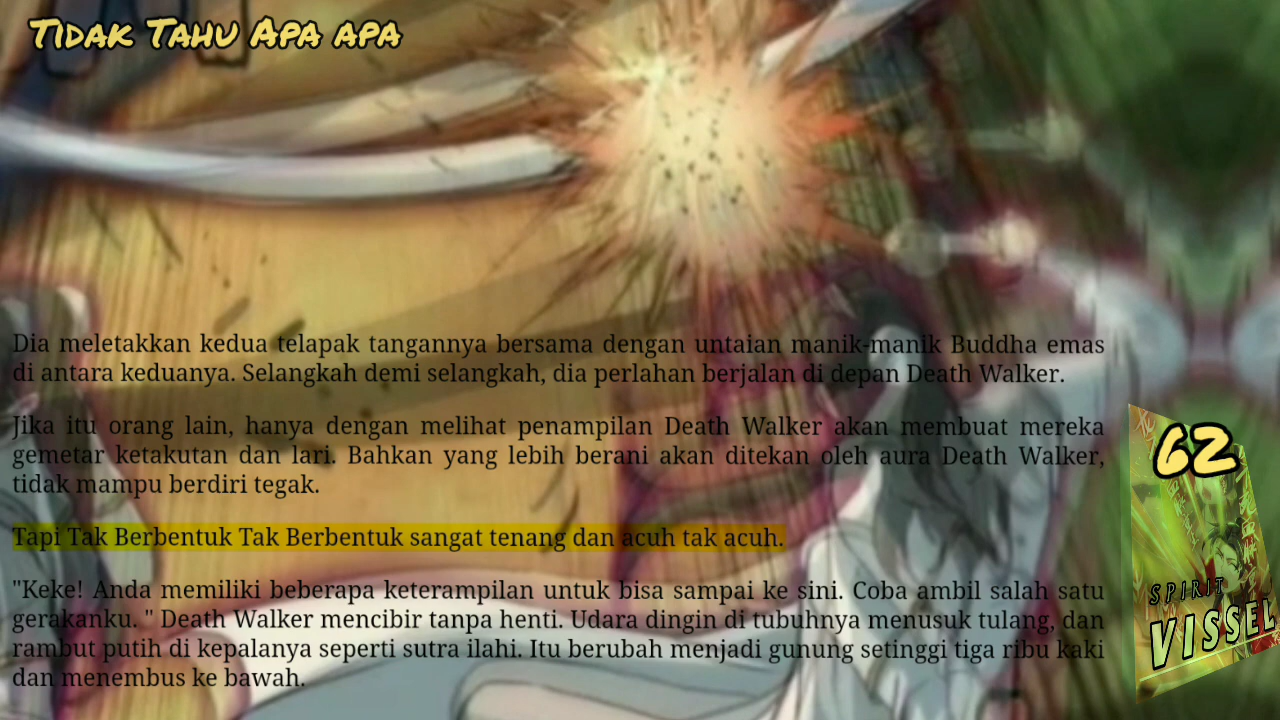 Tidak Tahu Apa apa
Dia meletakkan kedua telapak tangannya bersama dengan untaian manik-manik Buddha emas
di antara keduanya. Selangkah demi selangkah, dia perlahan berjalan di depan Death Walker.
Jika itu orang lain, hanya dengan melihat penampilan Death Walker akan membuat mereka
gemetar ketakutan dan lari. Bahkan yang lebih berani akan ditekan oleh aura Death Walker,
tidak mampu berdiri tegak.
Tapi Tak Berbentuk Tak Berbentuk sangat tenang dan acuh tak acuh.
"Keke! Anda memiliki beberapa keterampilan untuk bisa sampai ke sini. Coba ambil salah satu
gerakanku. " Death Walker mencibir tanpa henti. Udara dingin di tubuhnya menusuk tulang, dan
rambut putih di kepalanya seperti sutra ilahi. Itu berubah menjadi gunung setinggi tiga ribu kaki
dan menembus ke bawah.
62
SPIRIT
VISSEL